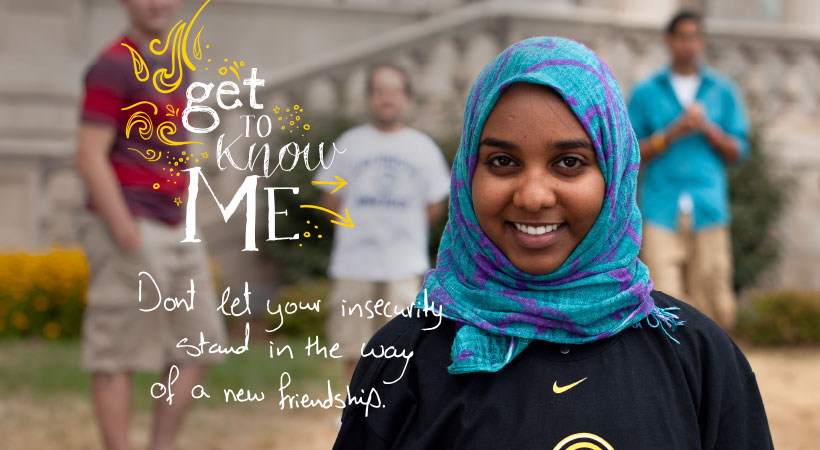 get
TO
know
ME
Dont let your insecurity
stand in the way
of a new friendship.